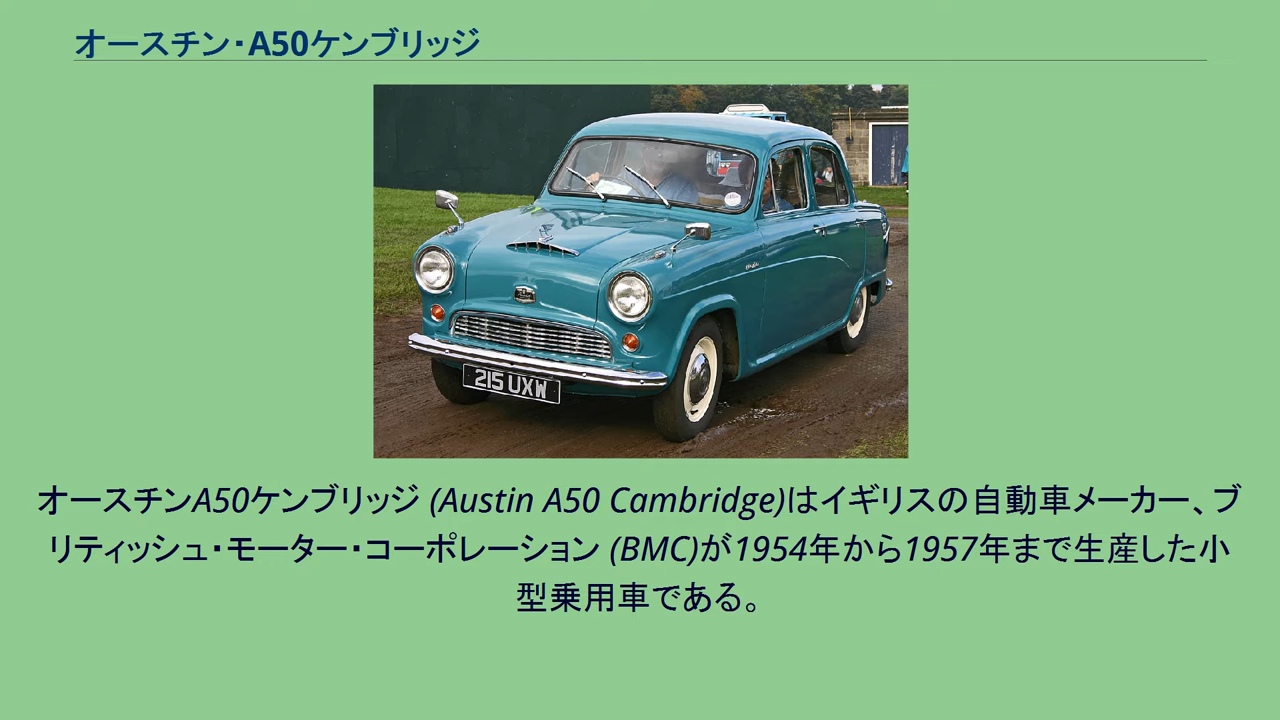 オースチン・A50ケンブリッジ
215 UXW
オースチンA50ケンブリッジ (Austin A50 Cambridge)はイギリスの自動車メーカー、ブ
リティッシュ・モーター・コーポレーション (BMC)が1954年から1957年まで生産した小
型乗用車である。